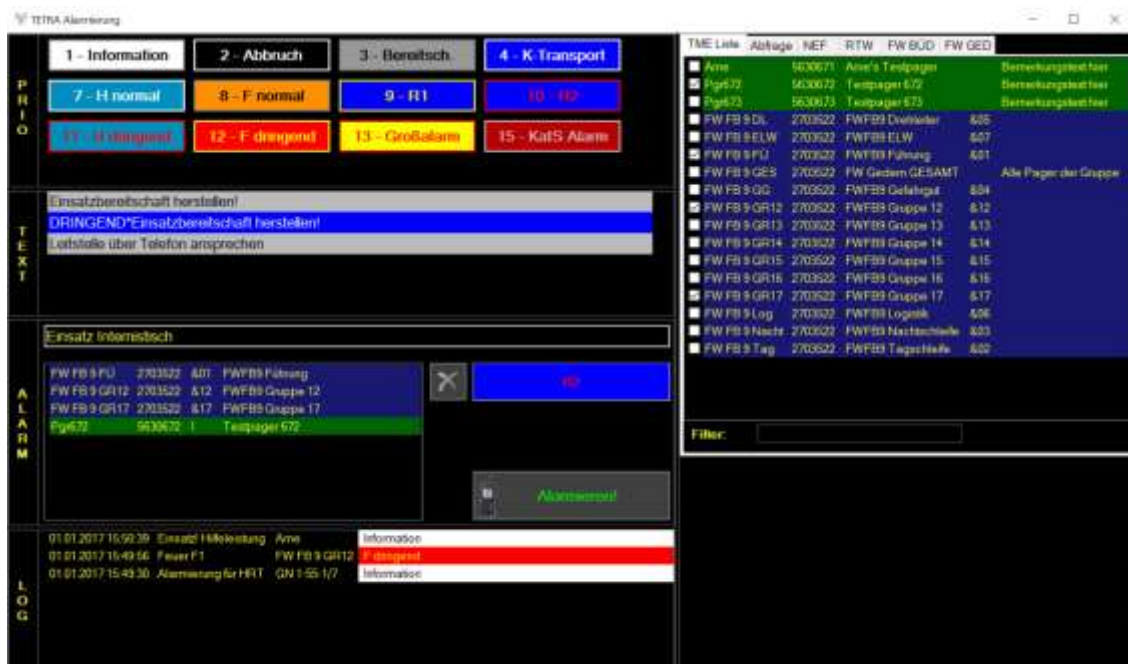 TETRA Alarmierung
PRIO
1 - Information
2 - Abbruch
3 - Bereitsch.
4 - K-Transport
7 - H normal
8 - F normal
9 - R1
10 - R2
11 - H dringend
12 - F dringend
13 - Großalarm
15 - KatS Alarm
TEXT
Einsatzbereitschaft herstellen!
DRINGEND*Einsatzbereitschaft herstellen!
Leitstelle über Telefon ansprechen
ALARM
Einsatz Internistisch
FW FB 9 FÜ 2703522 &01 FWFB9 Führung
FW FB 9 GR12 2703522 &12 FWFB9 Gruppe 12
FW FB 9 GR17 2703522 &17 FWFB9 Gruppe 17
Pgr672 5630672 Testpager 672
R2
Alarmieren!
LOG
01.01.2017 15:50:39 Einsatz! Hilfeleistung Arne Information
01.01.2017 15:49:56 Feuer F1 FW FB 9 GR12 F dringend
01.01.2017 15:49:30 Alarmierung für HRT GN 1-55-1/7 Information
TME Liste Abfrage NEF RTW FW BÜD FW GED
Arne 5630671 Arne's Testpager Bemerkungstext hier
Pgr672 5630672 Testpager 672 Bemerkungstext hier
Pgr673 5630673 Testpager 673 Bemerkungstext hier
FW FB 9 DL 2703522 FWFB9 Drehleiter &05
FW FB 9 ELW 2703522 FWFB9 ELW &07
FW FB 9 FÜ 2703522 FWFB9 Führung &01
FW FB 9 GES 2703522 FW Gedern GESAMT Alle Pager der Gruppe
FW FB 9 GG 2703522 FWFB9 Gefahrgut &04
FW FB 9 GR12 2703522 FWFB9 Gruppe 12 &12
FW FB 9 GR13 2703522 FWFB9 Gruppe 13 &13
FW FB 9 GR14 2703522 FWFB9 Gruppe 14 &14
FW FB 9 GR15 2703522 FWFB9 Gruppe 15 &15
FW FB 9 GR16 2703522 FWFB9 Gruppe 16 &16
FW FB 9 GR17 2703522 FWFB9 Gruppe 17 &17
FW FB 9 Log 2703522 FWFB9 Logistik &06
FW FB 9 Nacht 2703522 FWFB9 Nachtschleife &03
FW FB 9 Tag 2703522 FWFB9 Tagschleife &02
Filter: